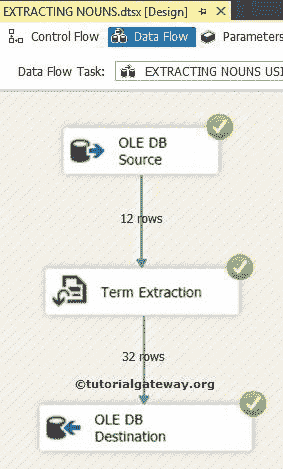 EXTRACTING NOUNS.dtsx [Design]
Control Flow
Data Flow
Parameters
Data Flow Task:
EXTRACTING NOUNS USI
OLE DB
Source
12 rows
Term Extraction
32 rows
©tutorialgateway.org
OLE DB
Destination